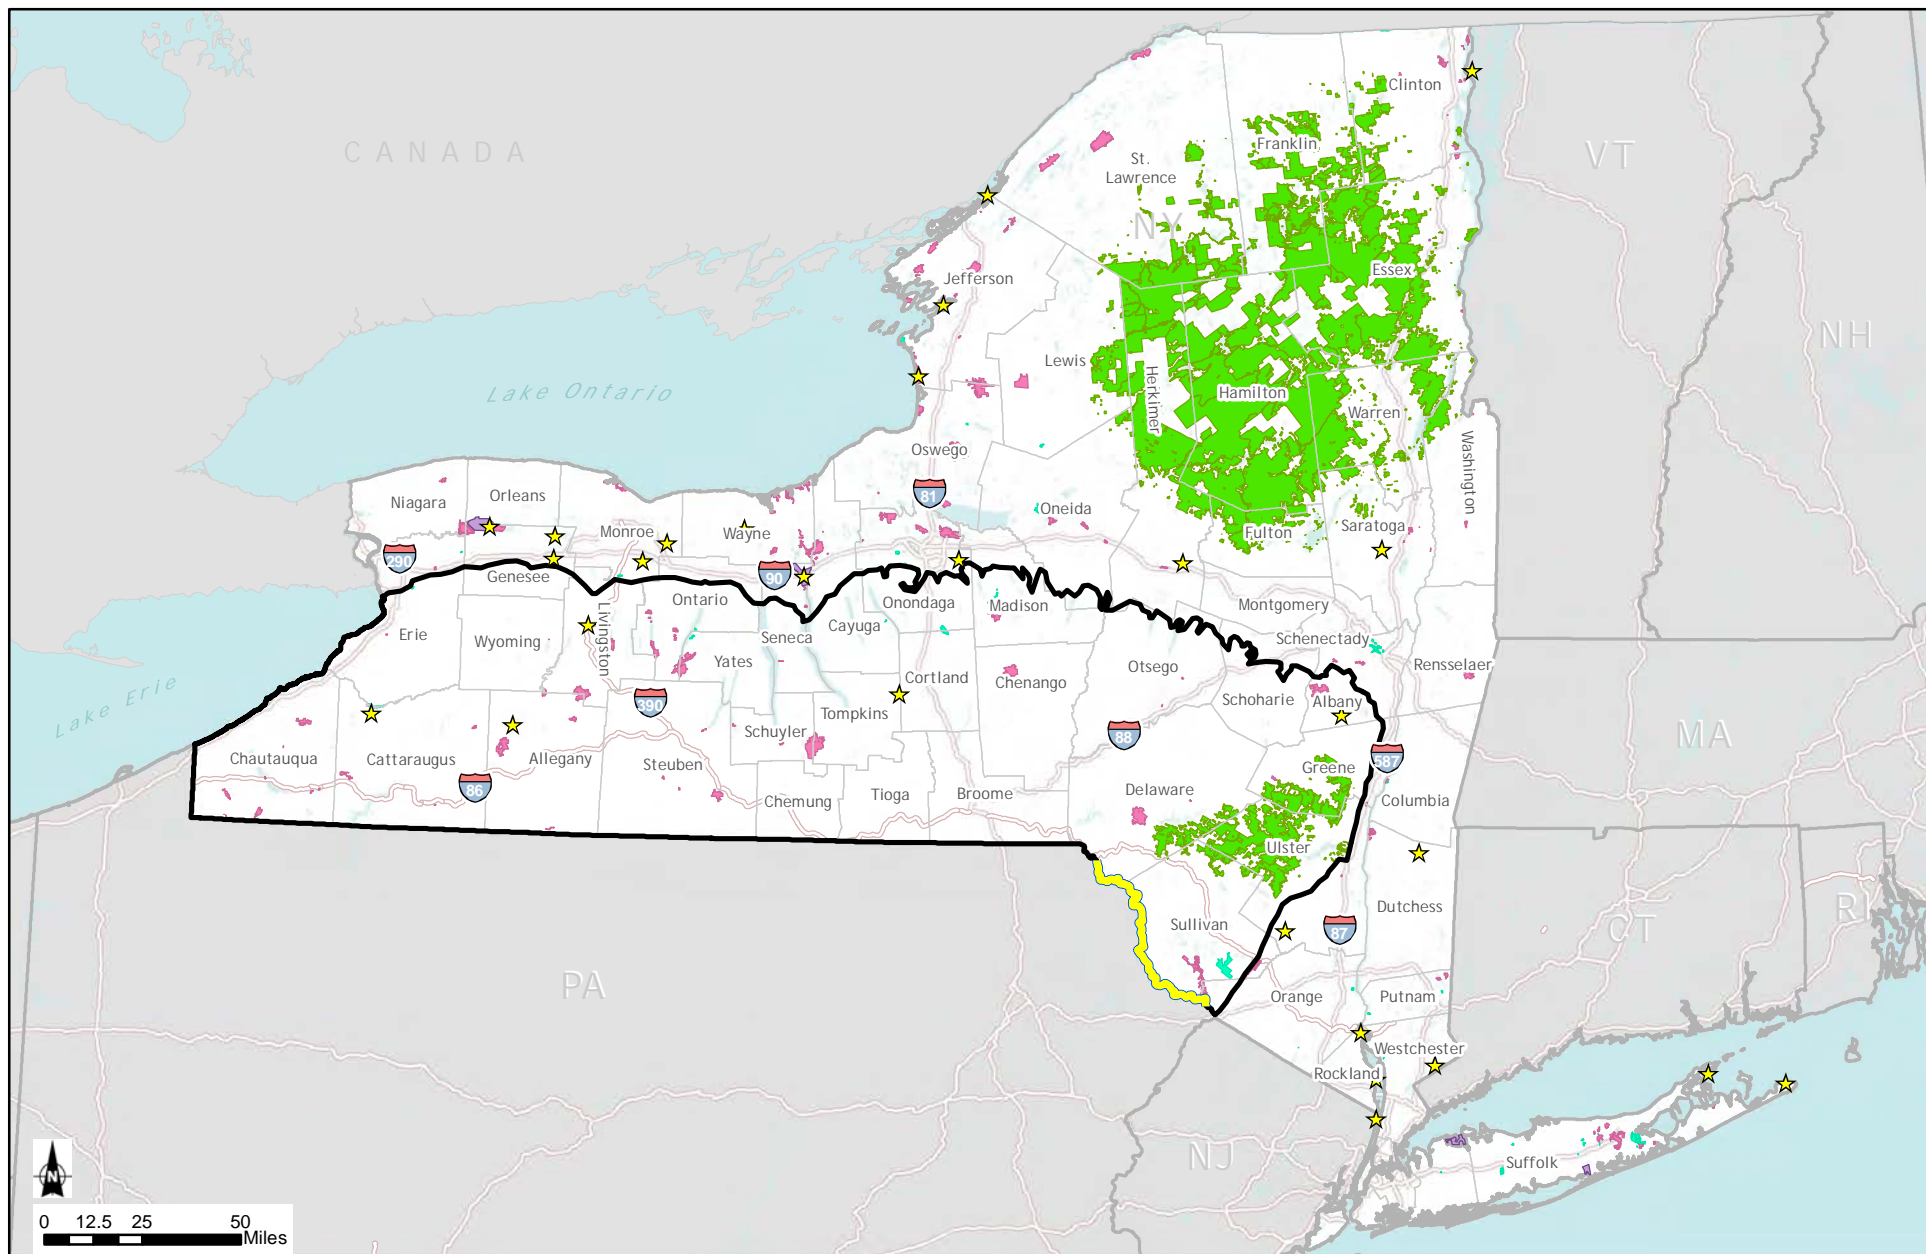 CANADA
VT
NH
NY
MA
CT
RI
PA
NJ
Lake Ontario
Lake Erie
Clinton
Franklin
St.
Lawrence
Essex
Jefferson
Lewis
Herkimer
Hamilton
Warren
Washington
Oswego
81
Oneida
Fulton
Saratoga
Niagara
Orleans
Monroe
Wayne
290
90
Genesee
Ontario
Livingston
Seneca
Cayuga
Onondaga
Madison
Montgomery
Schenectady
Rensselaer
Erie
Wyoming
Yates
Cortland
Chenango
Otsego
Schoharie
Albany
390
Tompkins
Schuyler
88
Chautauqua
Cattaraugus
Allegany
Steuben
86
Chemung
Tioga
Broome
Delaware
Greene
587
Columbia
Ulster
Sullivan
87
Dutchess
Orange
Putnam
Westchester
Rockland
Suffolk
N
0 12.5 25 50
Miles